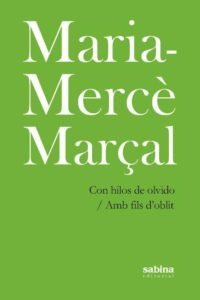 Maria-
Mercè
Marçal
Con hilos de olvido
/ Amb fils d'oblit
sabina
editorial